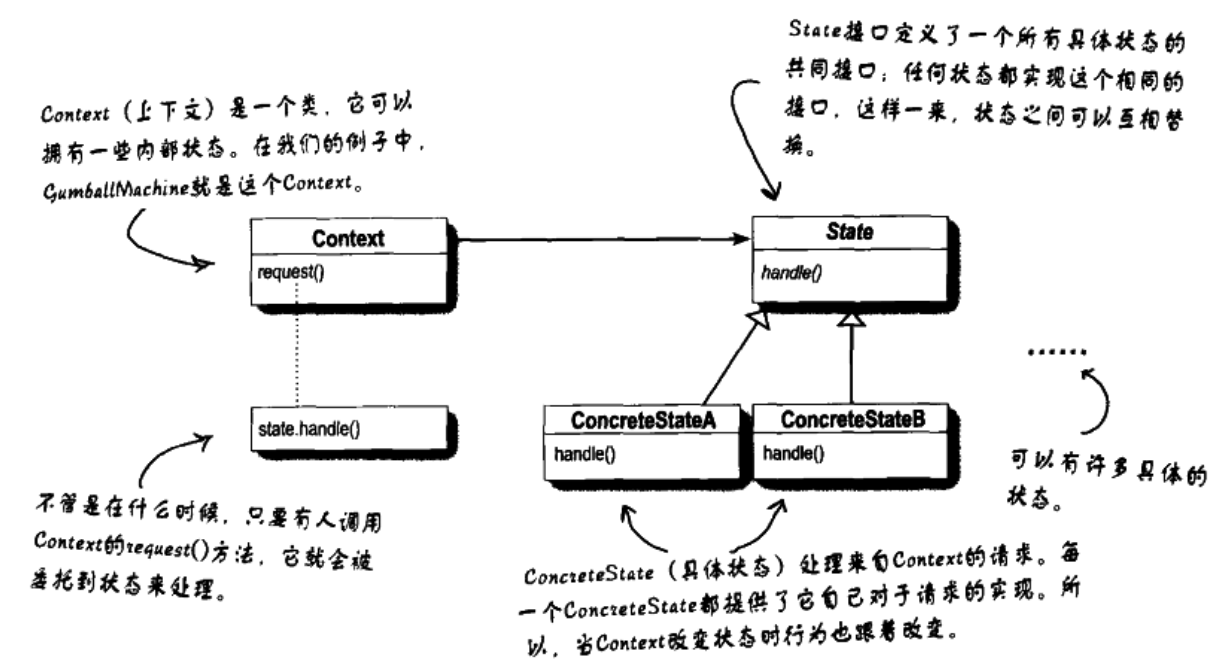 State接口定义了一个所有具体状态的
共同接口；任何状态都实现这个相同的
接口，这样一来，状态之间可以互相替
换。
Context（上下文）是一个类，它可以
拥有一些内部状态。在我们的例子中，
GumballMachine就是这个Context。
Context
request()
State
handle()
state.handle()
ConcreteStateA
handle()
ConcreteStateB
handle()
......
可以有许多具体的
状态。
不管是在什么时候，只要有人调用
Context的request()方法，它就会被
委托到状态来处理。
ConcreteState（具体状态）处理来自Context的请求。每
一个ConcreteState都提供了它自己对于请求的实现。所
以，当Context改变状态时行为也跟着改变。